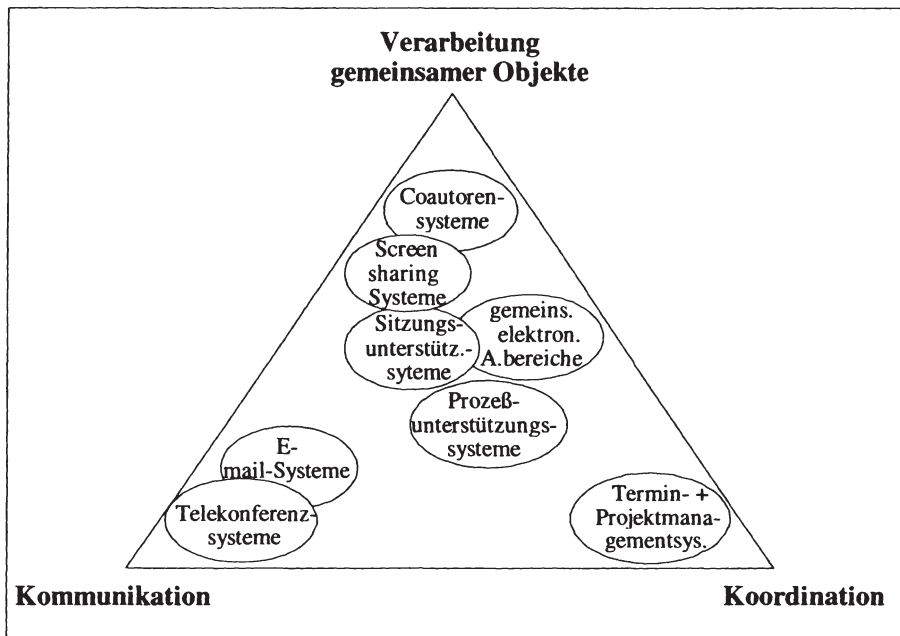 Verarbeitung
gemeinsamer Objekte
Coautoren-
systeme
Screen
sharing
Systeme
gemeins.
elektron.
A.bereiche
Sitzungs-
unterstütz.-
syteme
Prozeß-
unterstützungs-
systeme
E-
mail-Systeme
Telekonferenz-
systeme
Termin- +
Projektmana-
gementsys.
Kommunikation
Koordination